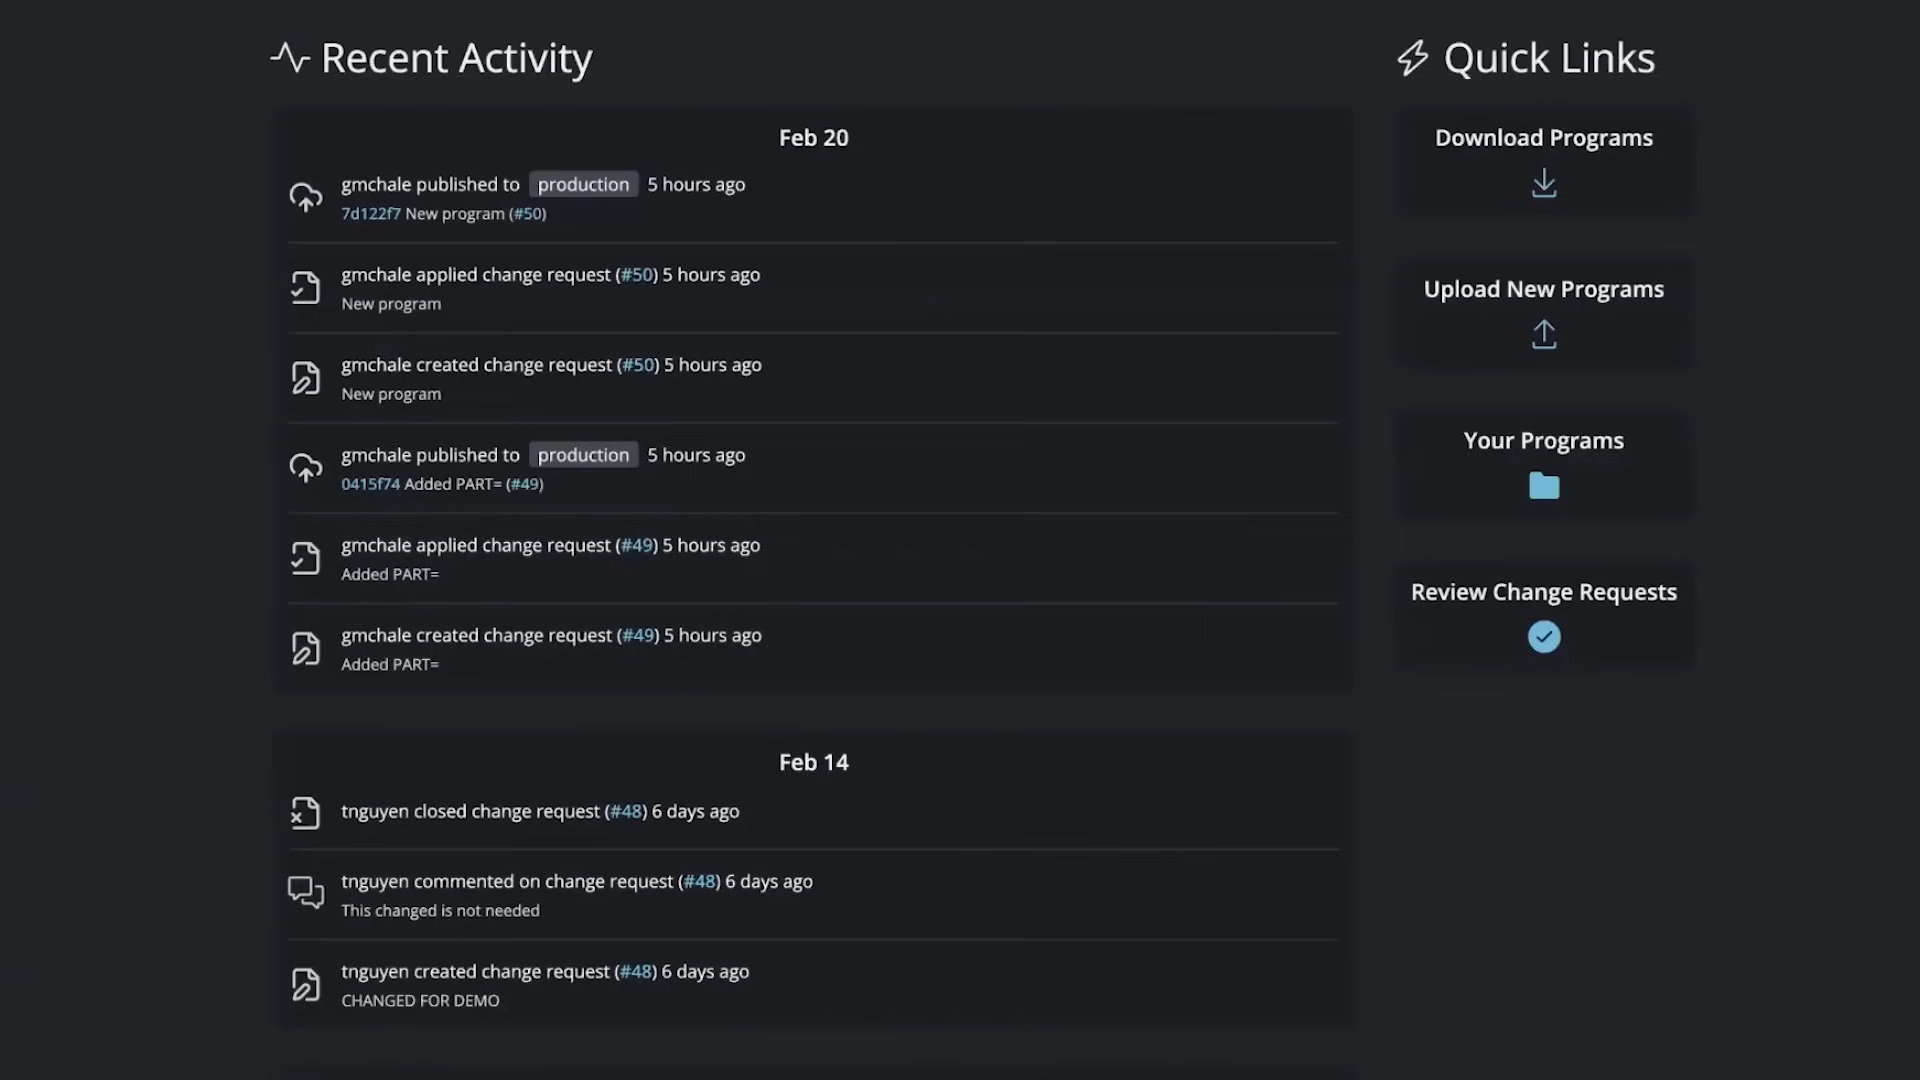 Recent Activity
Feb 20
gmchale published to production 5 hours ago
7d122f7 New program (#50)
gmchale applied change request (#50) 5 hours ago
New program
gmchale created change request (#50) 5 hours ago
New program
gmchale published to production 5 hours ago
0415f74 Added PART= (#49)
gmchale applied change request (#49) 5 hours ago
Added PART=
gmchale created change request (#49) 5 hours ago
Added PART=
Feb 14
tnguyen closed change request (#48) 6 days ago
tnguyen commented on change request (#48) 6 days ago
This changed is not needed
tnguyen created change request (#48) 6 days ago
CHANGED FOR DEMO
Quick Links
Download Programs
Upload New Programs
Your Programs
Review Change Requests